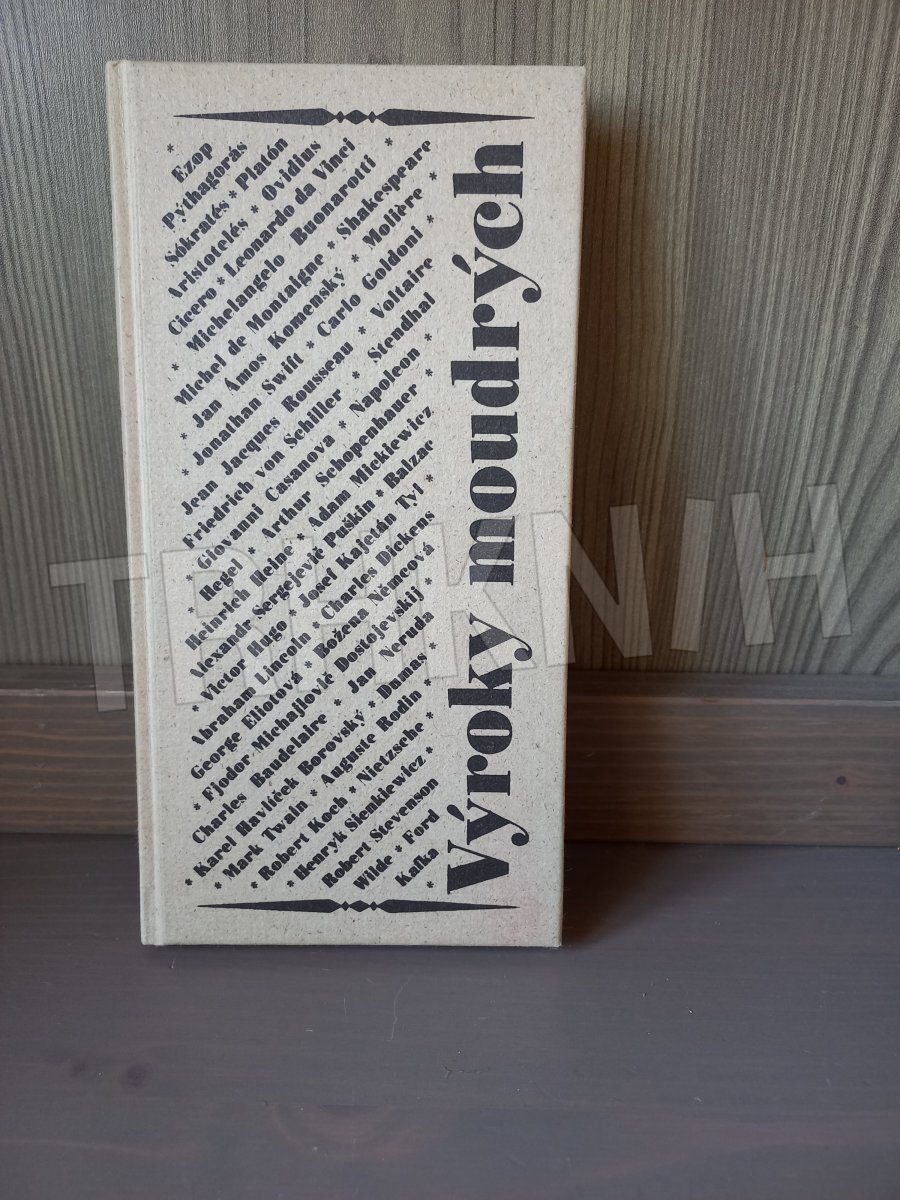 * Ezop
Pýthagorás
Sókratés * Platón
Aristotelés * Ovidius
Cicero * Leonardo da Vinci
* Michelangelo Buonarotti *
Michel de Montaigne * Shakespeare
* Jan Ámos Komenský * Molière *
* Jonathan Swift * Carlo Goldoni *
Jean Jacques Rousseau * Voltaire
Friedrich von Schiller * Stendhal
* Giovanni Casanova * Napoleon *
* Hegel * Arthur Schopenhauer *
Heinrich Heine * Adam Mickiewicz
Alexandr Sergejevič Puškin * Balzac
* Victor Hugo * Josef Kajetán Tyl *
Abraham Lincoln * Charles Dickens
George Eliotová * Božena Němcová
* Fjodor Michajlovič Dostojevskij *
Charles Baudelaire * Jan Neruda
* Karel Havlíček Borovský * Dumas *
* Mark Twain * Auguste Rodin *
* Robert Koch * Nietzsche *
* Henryk Sienkiewicz *
Robert Stevenson
Wilde * Ford
Kafka *
Výroky moudrých
TRHKNIH